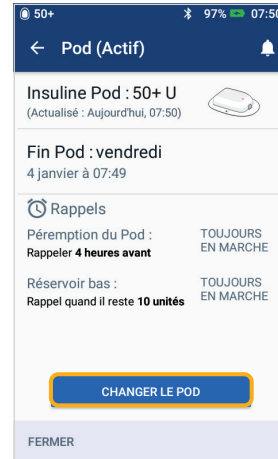 50+ 97% 07:50
Pod (Actif)
Insuline Pod : 50+ U
(Actualisé : Aujourd'hui, 07:50)
Fin Pod : vendredi
4 janvier à 07:49
Rappels
Péremption du Pod : TOUJOURS
Rappeler 4 heures avant EN MARCHE
Réservoir bas : TOUJOURS
Rappel quand il reste 10 unités EN MARCHE
CHANGER LE POD
FERMER